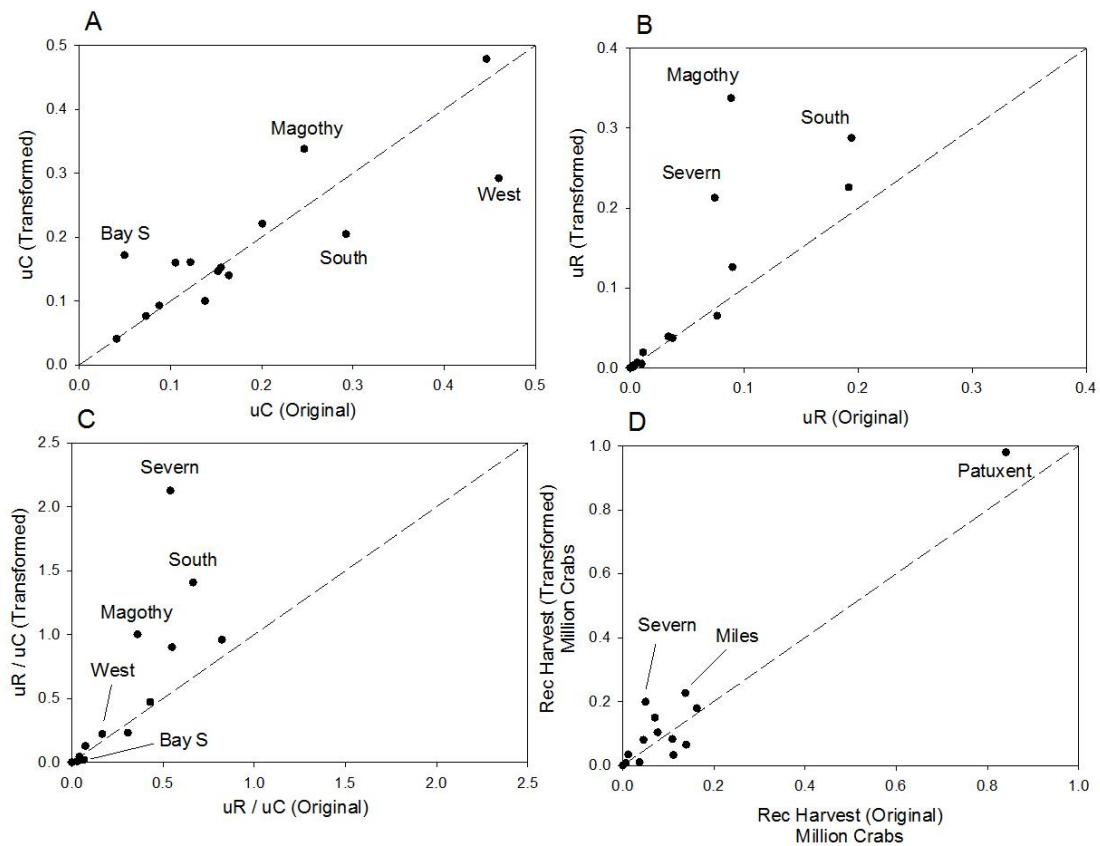 A
0.5
0.4
0.3
0.2
0.1
0.0
uC (Transformed)
Magothy
West
Bay S
South
0.0 0.1 0.2 0.3 0.4 0.5
uC (Original)
B
0.4
0.3
0.2
0.1
0.0
uR (Transformed)
Magothy
South
Severn
0.0 0.1 0.2 0.3 0.4
uR (Original)
C
2.5
2.0
1.5
1.0
0.5
0.0
uR / uC (Transformed)
Severn
South
Magothy
West
Bay S
0.0 0.5 1.0 1.5 2.0 2.5
uR / uC (Original)
D
1.0
0.8
0.6
0.4
0.2
0.0
Rec Harvest (Transformed)
Million Crabs
Patuxent
Severn
Miles
0.0 0.2 0.4 0.6 0.8 1.0
Rec Harvest (Original)
Million Crabs